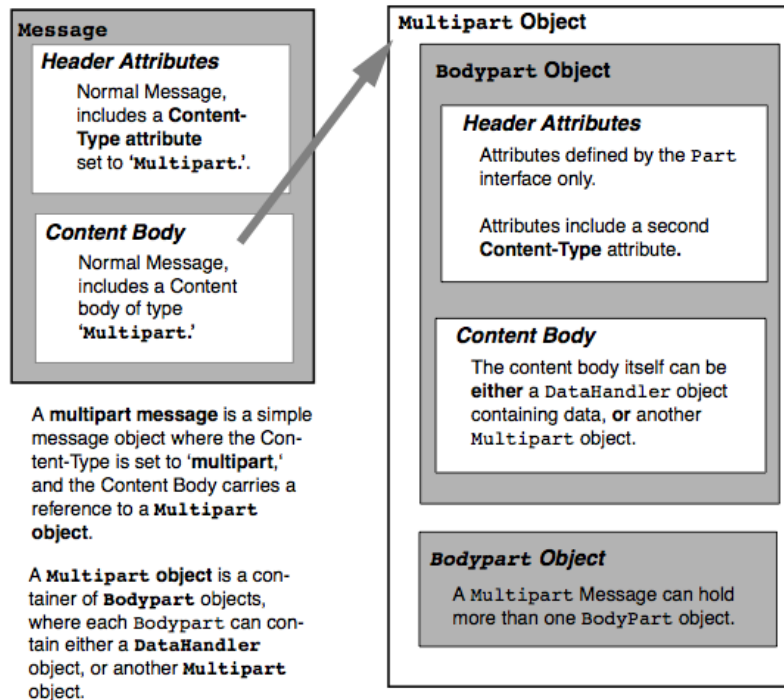 Message
Header Attributes
Normal Message,
includes a Content-
Type attribute
set to ‘Multipart.’.
Content Body
Normal Message,
includes a Content
body of type
‘Multipart.’
A multipart message is a simple
message object where the Con-
tent-Type is set to ‘multipart,‘
and the Content Body carries a
reference to a Multipart
object.
A Multipart object is a con-
tainer of Bodypart objects,
where each Bodypart can con-
tain either a DataHandler
object, or another Multipart
object.
Multipart Object
Bodypart Object
Header Attributes
Attributes defined by the Part
interface only.
Attributes include a second
Content-Type attribute.
Content Body
The content body itself can be
either a DataHandler object
containing data, or another
Multipart object.
Bodypart Object
A Multipart Message can hold
more than one BodyPart object.